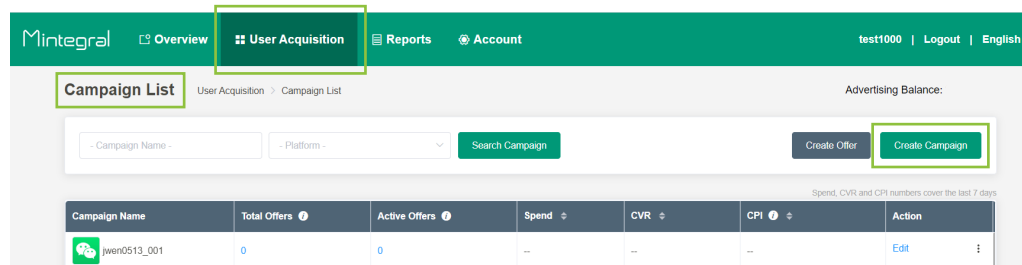 Mintegral Overview User Acquisition Reports Account test1000 | Logout | English
Campaign List User Acquisition > Campaign List Advertising Balance:
- Campaign Name - - Platform - Search Campaign Create Offer Create Campaign
Spend, CVR and CPI numbers cover the last 7 days
Campaign Name Total Offers Active Offers Spend CVR CPI Action
jwen0513_001 0 0 -- -- -- Edit